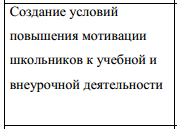 Создание условий
повышения мотивации
школьников к учебной и
внеурочной деятельности